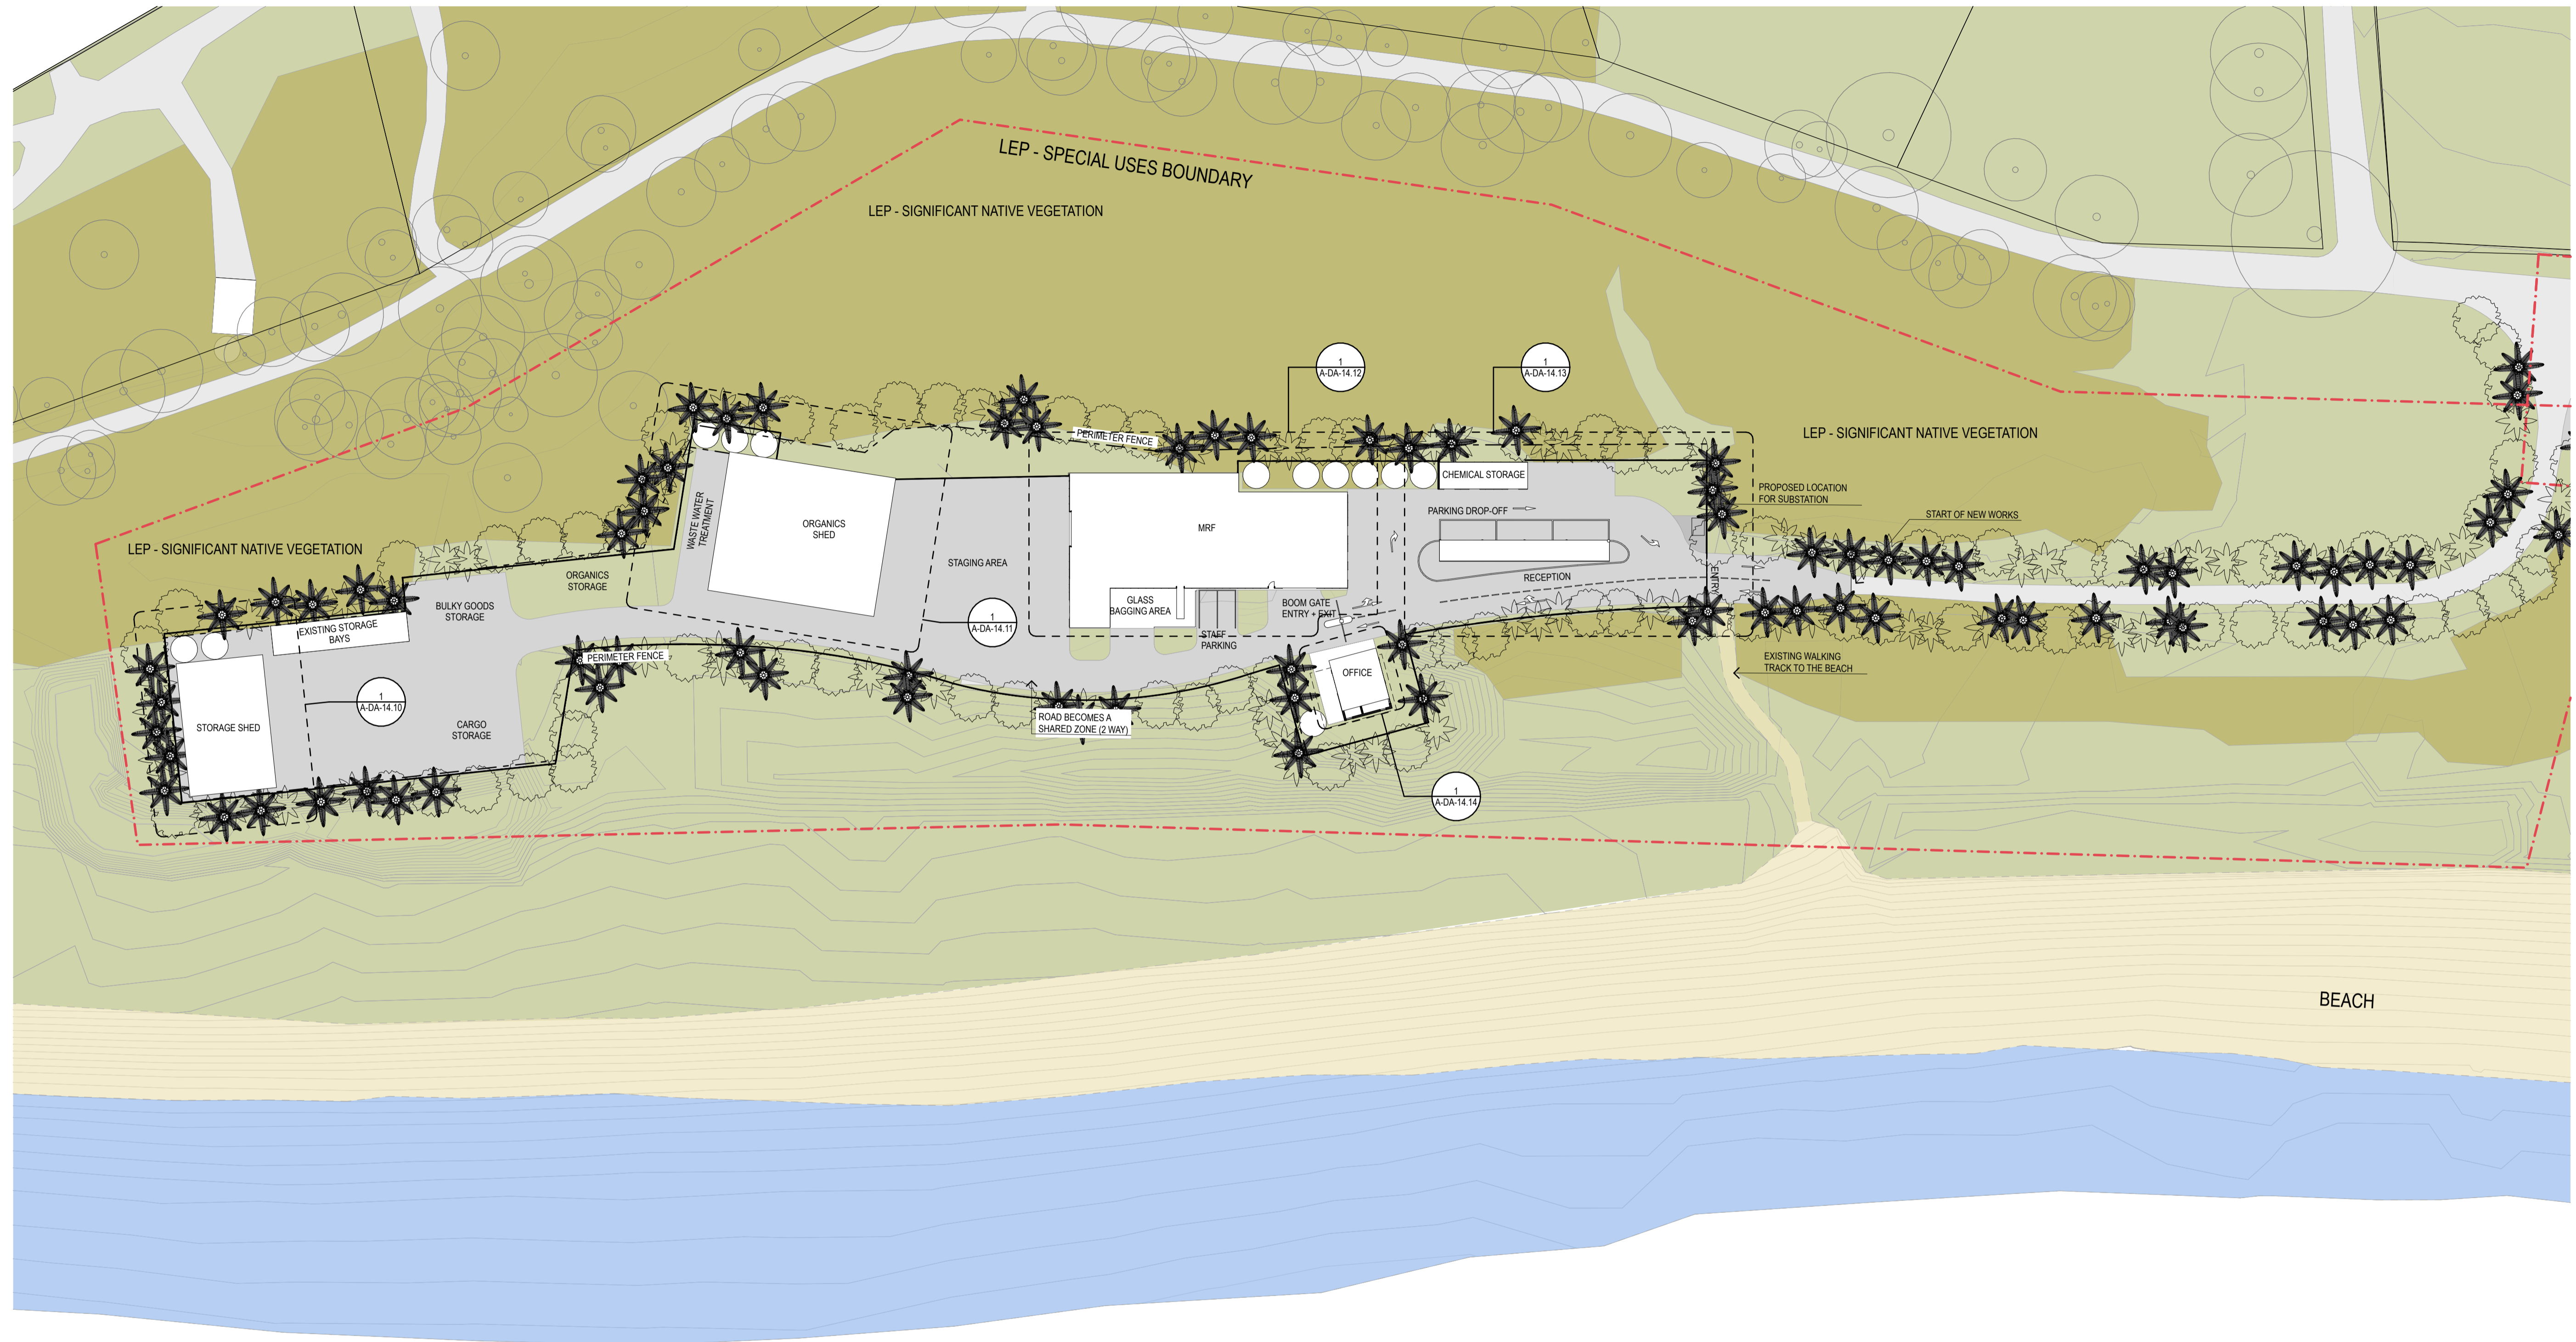 LEP - SPECIAL USES BOUNDARY
LEP - SIGNIFICANT NATIVE VEGETATION
1
A-DA-14.12
1
A-DA-14.13
PERIMETER FENCE
LEP - SIGNIFICANT NATIVE VEGETATION
CHEMICAL STORAGE
PROPOSED LOCATION
FOR SUBSTATION
PARKING DROP-OFF
START OF NEW WORKS
WASTE WATER
TREATMENT
ORGANICS
SHED
MRF
LEP - SIGNIFICANT NATIVE VEGETATION
STAGING AREA
ORGANICS
STORAGE
RECEPTION
ENTRY
BULKY GOODS
STORAGE
GLASS
BAGGING AREA
BOOM GATE
ENTRY + EXIT
EXISTING STORAGE
BAYS
1
A-DA-14.11
STAFF
PARKING
PERIMETER FENCE
EXISTING WALKING
TRACK TO THE BEACH
OFFICE
1
A-DA-14.10
STORAGE SHED
CARGO
STORAGE
ROAD BECOMES A
SHARED ZONE (2 WAY)
1
A-DA-14.14
BEACH